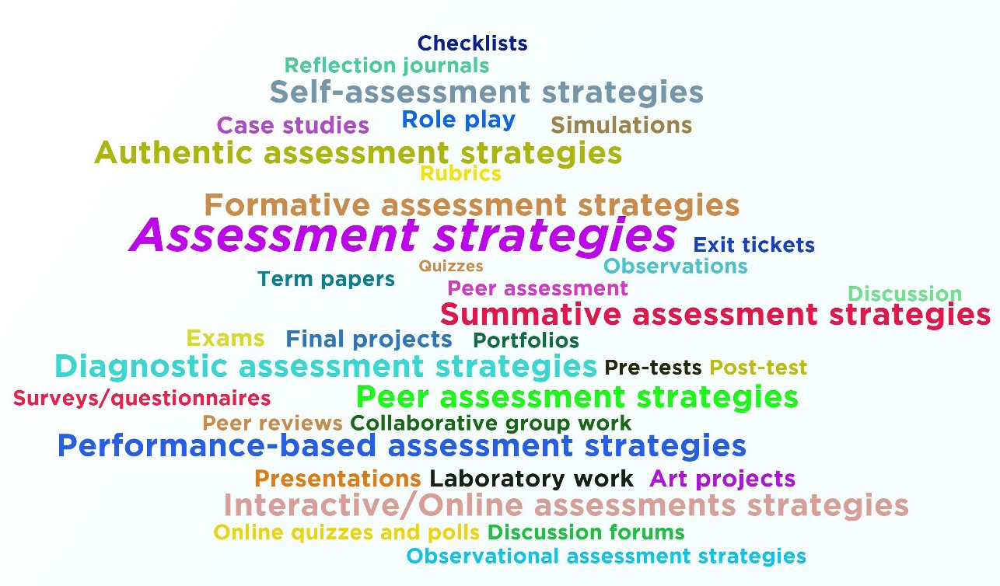 Checklists
Reflection journals
Self-assessment strategies
Case studies Role play Simulations
Authentic assessment strategies
Rubrics
Formative assessment strategies
Assessment strategies Exit tickets
Quizzes Observations
Term papers
Peer assessment Discussion
Summative assessment strategies
Exams Final projects Portfolios
Diagnostic assessment strategies Pre-tests Post-test
Surveys/questionnaires Peer assessment strategies
Peer reviews Collaborative group work
Performance-based assessment strategies
Presentations Laboratory work Art projects
Interactive/Online assessments strategies
Online quizzes and polls Discussion forums
Observational assessment strategies